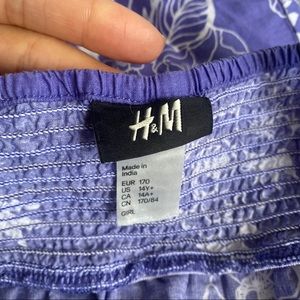 H&M
Made in
India
EUR 170
US 14Y+
CA 14A+
CN 170/84
GIRL